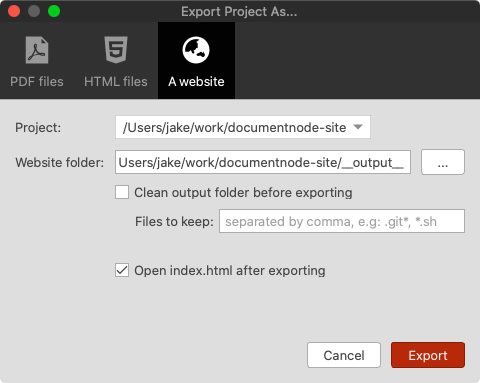 Export Project As...
PDF files
HTML files
A website
Project: /Users/jake/work/documentnode-site
Website folder: Users/jake/work/documentnode-site/__output__ ...
Clean output folder before exporting
Files to keep: separated by comma, e.g: .git*, *.sh
Open index.html after exporting
Cancel Export